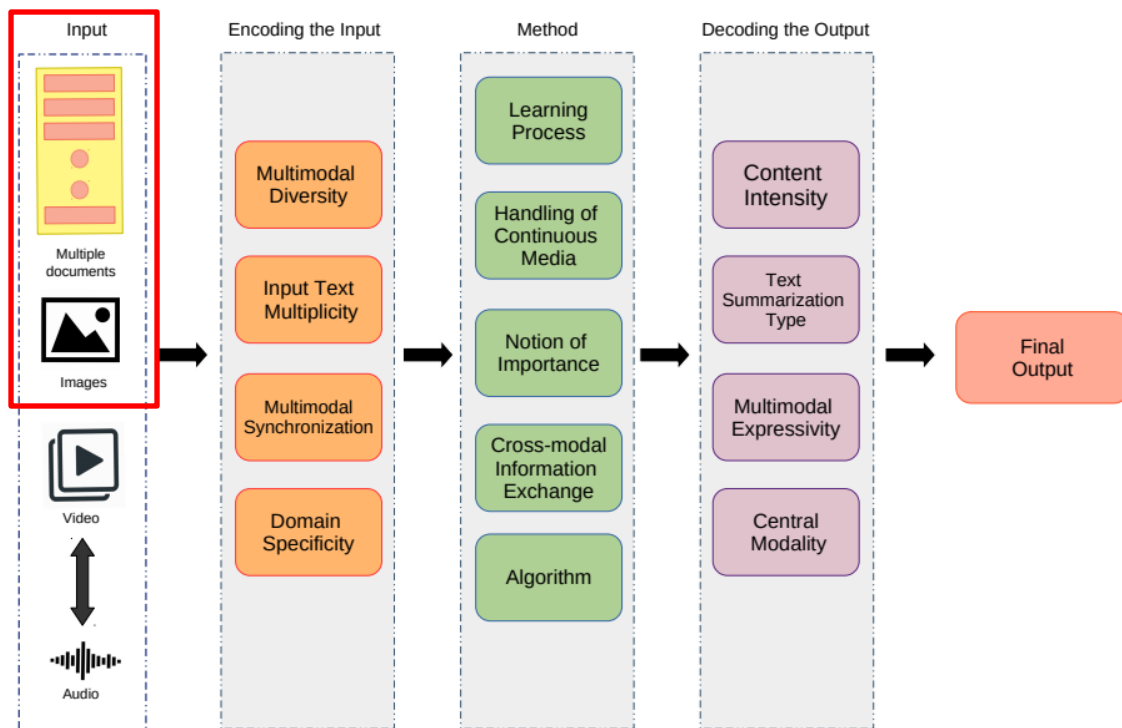 Input
Multiple
documents
Images
Video
Audio
Encoding the Input
Multimodal
Diversity
Input Text
Multiplicity
Multimodal
Synchronization
Domain
Specificity
Method
Learning
Process
Handling of
Continuous
Media
Notion of
Importance
Cross-modal
Information
Exchange
Algorithm
Decoding the Output
Content
Intensity
Text
Summarization
Type
Multimodal
Expressivity
Central
Modality
Final
Output